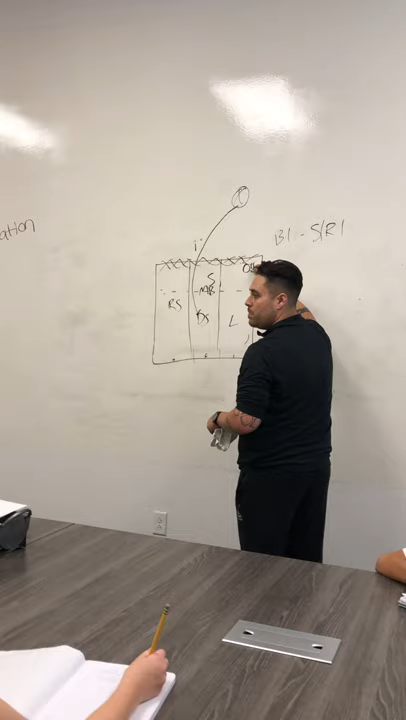 ation
B1 - S/R1
S
MB
RS
DS
L